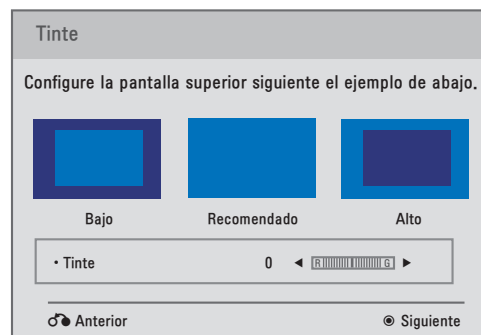 Tinte
Configure la pantalla superior siguiente el ejemplo de abajo.
Bajo Recomendado Alto
• Tinte 0 ◄ R G ►
Anterior ◉ Siguiente